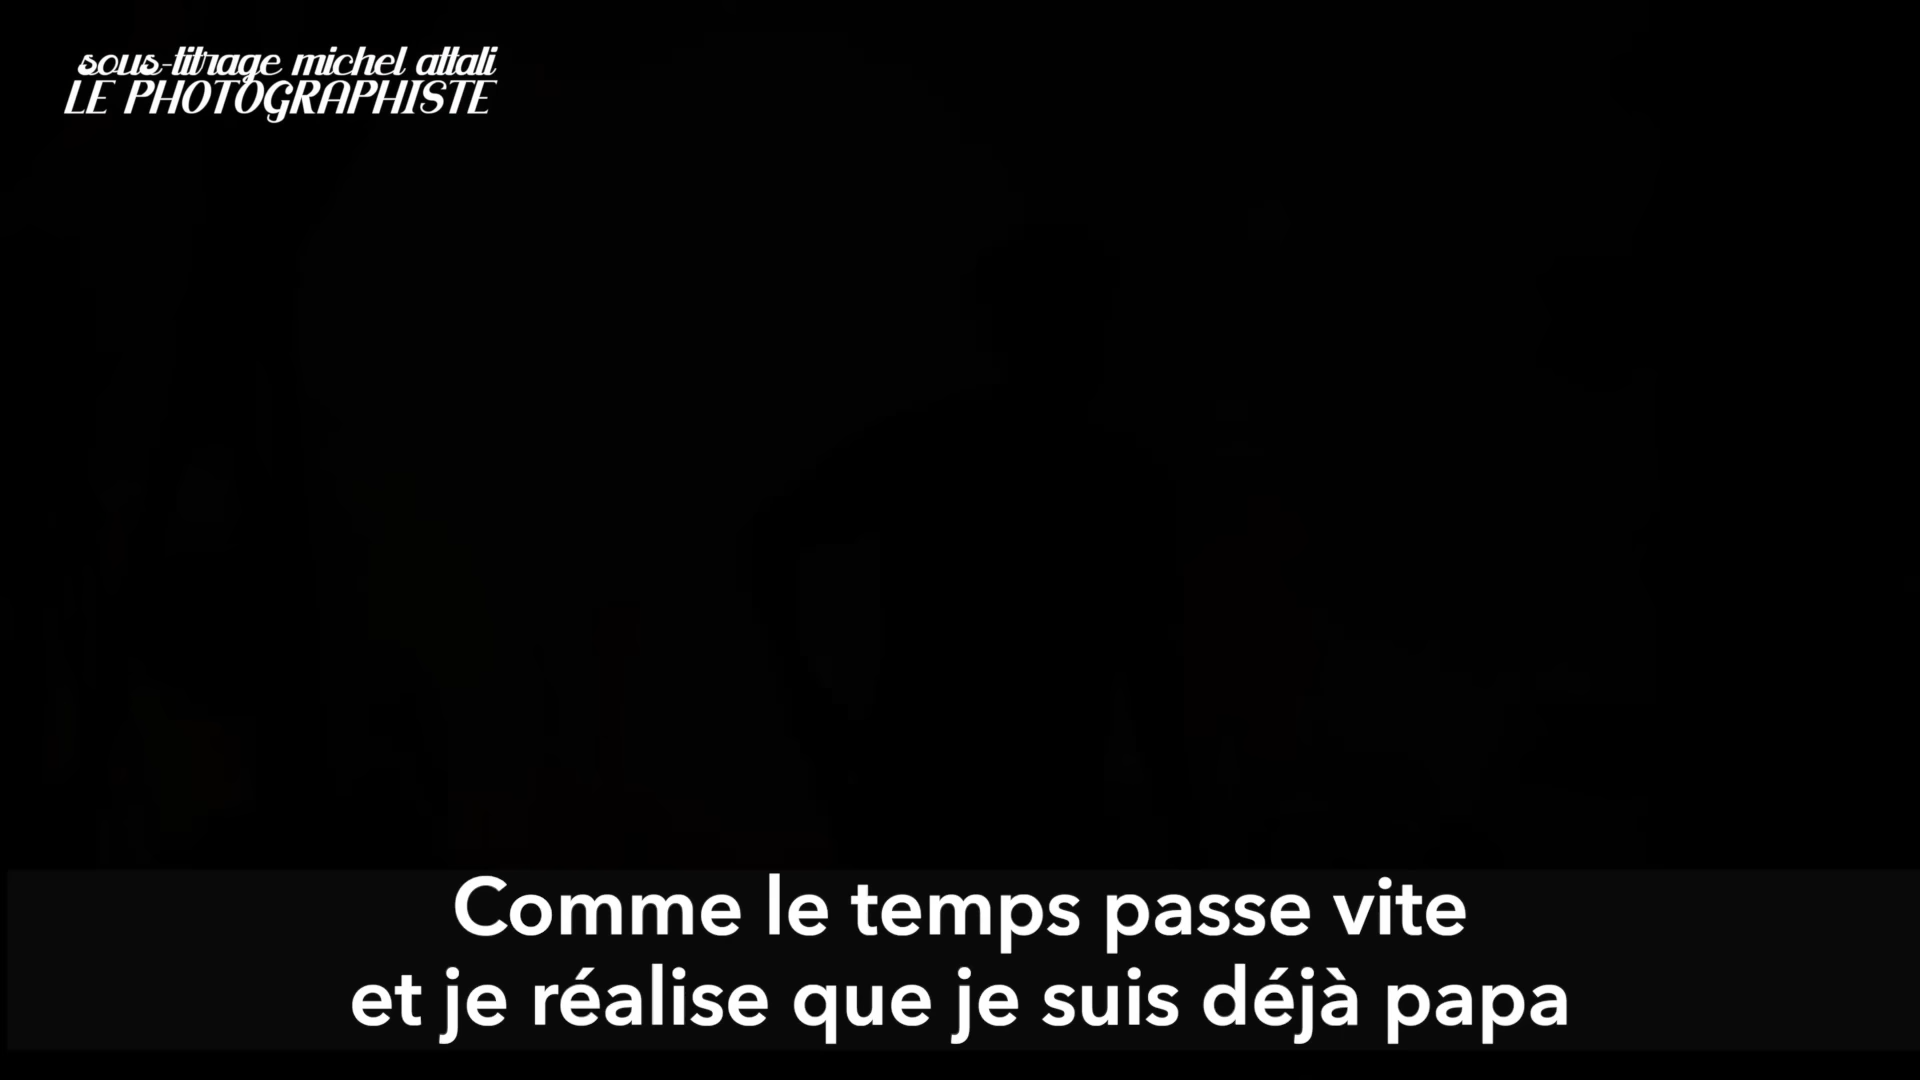 sous-titrage michel attali
LE PHOTOGRAPHISTE
Comme le temps passe vite
et je réalise que je suis déjà papa